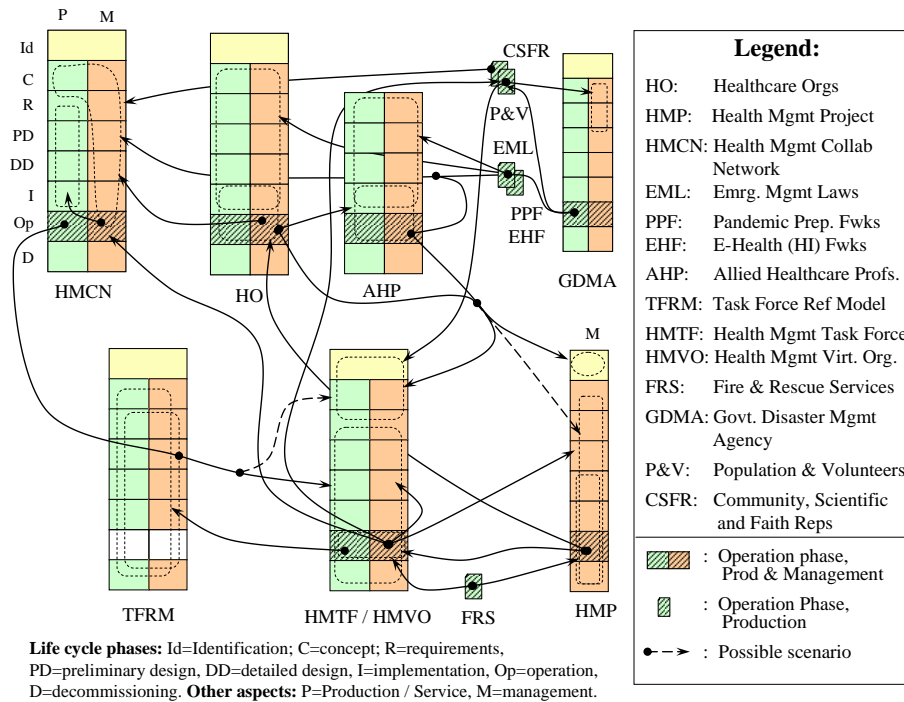 P M
Id
C
R
PD
DD
I
Op
D
HMCN
HO
AHP
CSFR
P&V
EML
PPF
EHF
GDMA
M
TFRM
HMTF / HMVO
FRS
HMP
Legend:
HO: Healthcare Orgs
HMP: Health Mgmt Project
HMCN: Health Mgmt Collab
Network
EML: Emrg. Mgmt Laws
PPF: Pandemic Prep. Fwks
EHF: E-Health (HI) Fwks
AHP: Allied Healthcare Profs.
TFRM: Task Force Ref Model
HMTF: Health Mgmt Task Force
HMVO: Health Mgmt Virt. Org.
FRS: Fire & Rescue Services
GDMA: Govt. Disaster Mgmt
Agency
P&V: Population & Volunteers
CSFR: Community, Scientific
and Faith Reps
: Operation phase,
Prod & Management
: Operation Phase,
Production
: Possible scenario
Life cycle phases: Id=Identification; C=concept; R=requirements,
PD=preliminary design, DD=detailed design, I=implementation, Op=operation,
D=decommissioning. Other aspects: P=Production / Service, M=management.